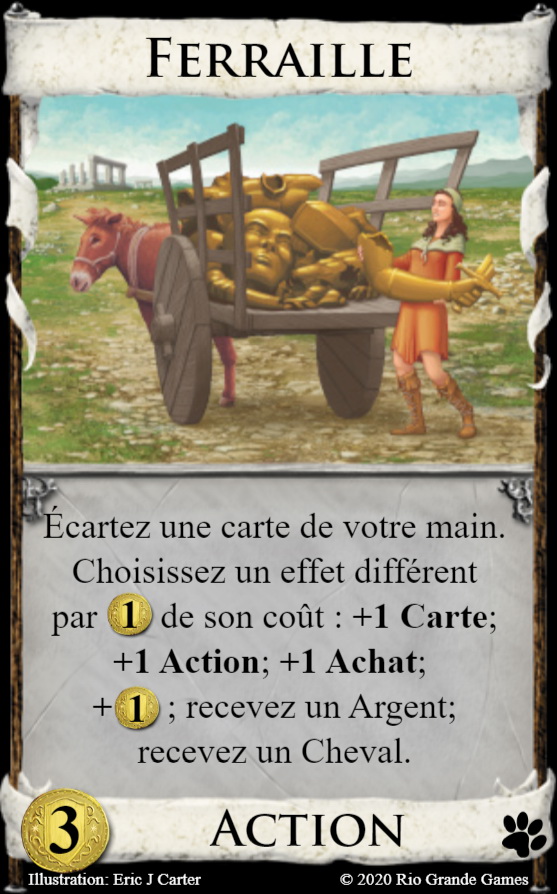 FERRAILLE
Écartez une carte de votre main.
Choisissez un effet différent
par 1 de son coût : +1 Carte;
+1 Action; +1 Achat;
+1 ; recevez un Argent;
recevez un Cheval.
3 ACTION
Illustration: Eric J Carter © 2020 Rio Grande Games